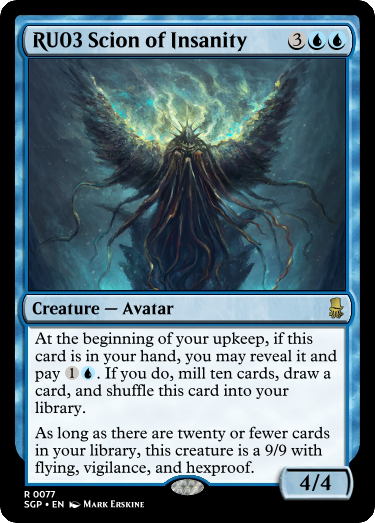 RU03 Scion of Insanity 3
Creature — Avatar
At the beginning of your upkeep, if this
card is in your hand, you may reveal it and
pay 1 . If you do, mill ten cards, draw a
card, and shuffle this card into your
library.
As long as there are twenty or fewer cards
in your library, this creature is a 9/9 with
flying, vigilance, and hexproof.
4/4
R 0077
SGP • EN Mark Erskine